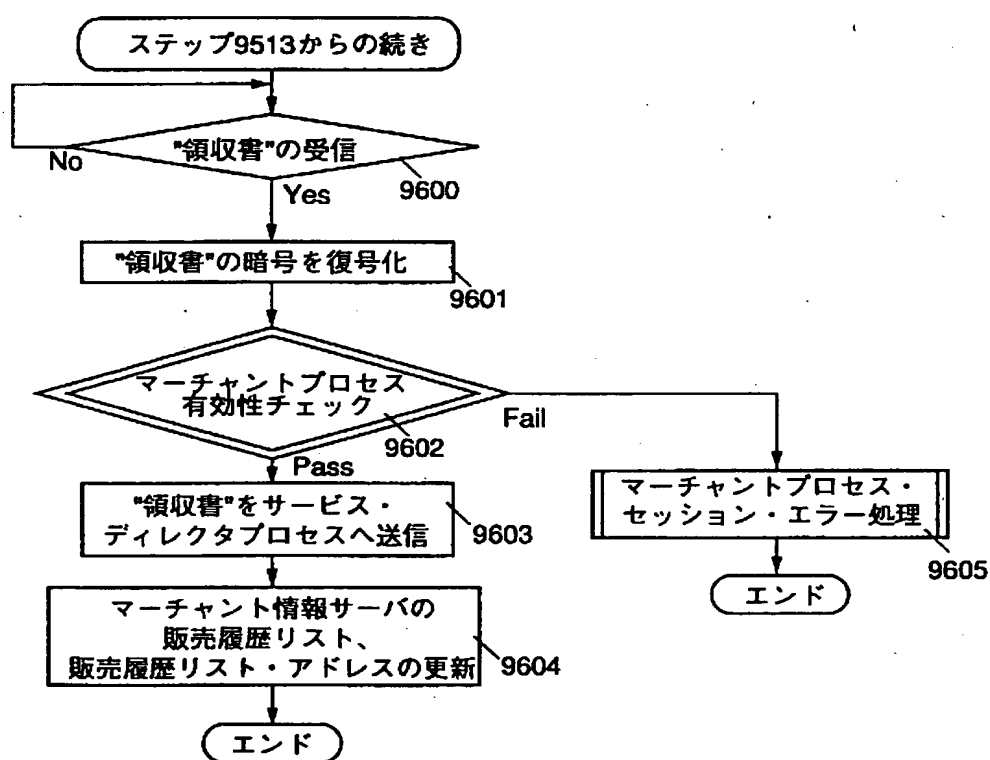 ステップ9513からの続き
"領収書"の受信
No
9600
Yes
"領収書"の暗号を復号化
9601
マーチャントプロセス
有効性チェック
Fail
9602
Pass
"領収書"をサービス・
ディレクタプロセスへ送信
9603
マーチャントプロセス・
セッション・エラー処理
9605
エンド
マーチャント情報サーバの
販売履歴リスト、
販売履歴リスト・アドレスの更新
9604
エンド